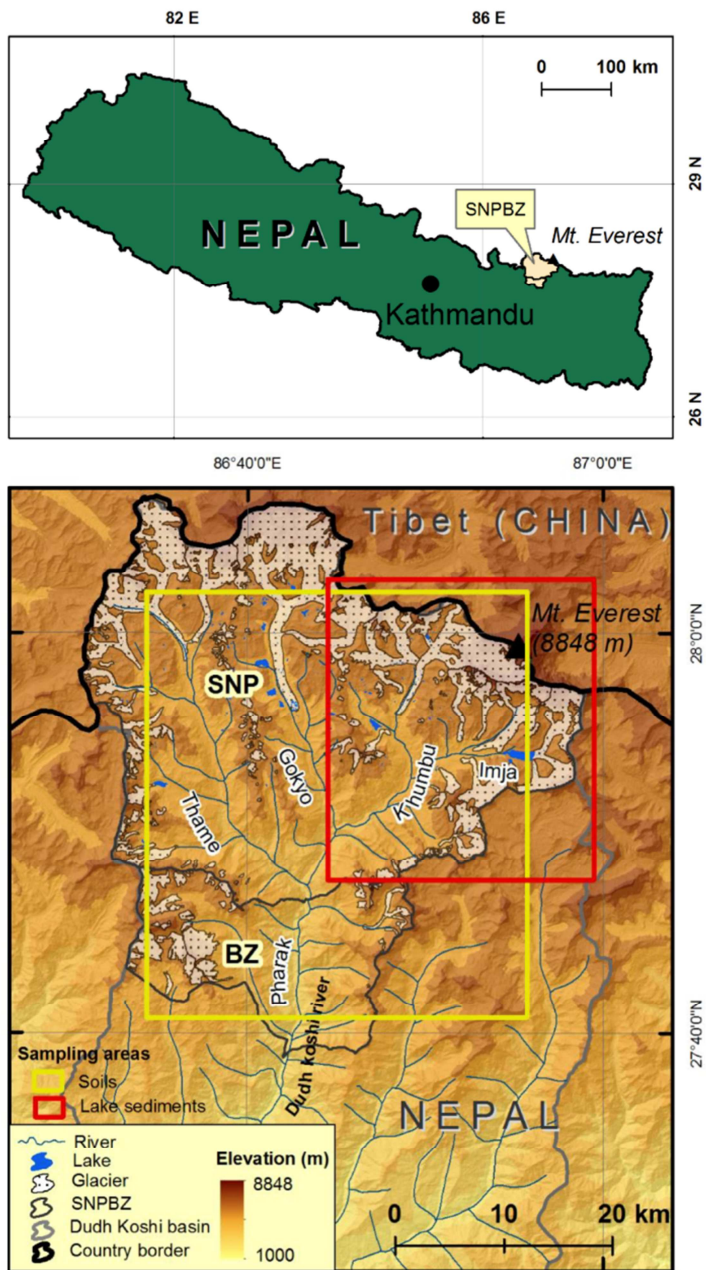 82 E
86 E
0 100 km
29 N
SNPBZ
NEPAL
Mt. Everest
Kathmandu
26 N
86°40'0"E
87°0'0"E
Tibet (CHINA)
Mt. Everest
(8848 m)
28°0'0"N
SNP
Gokyo
Khumbu
Imja
Thame
BZ
Pharak
Dudh koshi river
27°40'0"N
Sampling areas
Soils
Lake sediments
NEPAL
River
Lake
Glacier
SNPBZ
Dudh Koshi basin
Country border
Elevation (m)
8848
1000
0 10 20 km